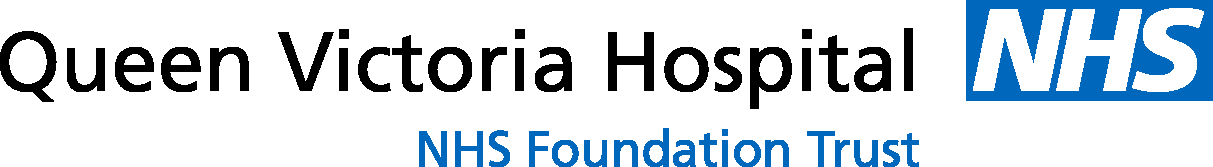 Queen Victoria Hospital NHS
NHS Foundation Trust